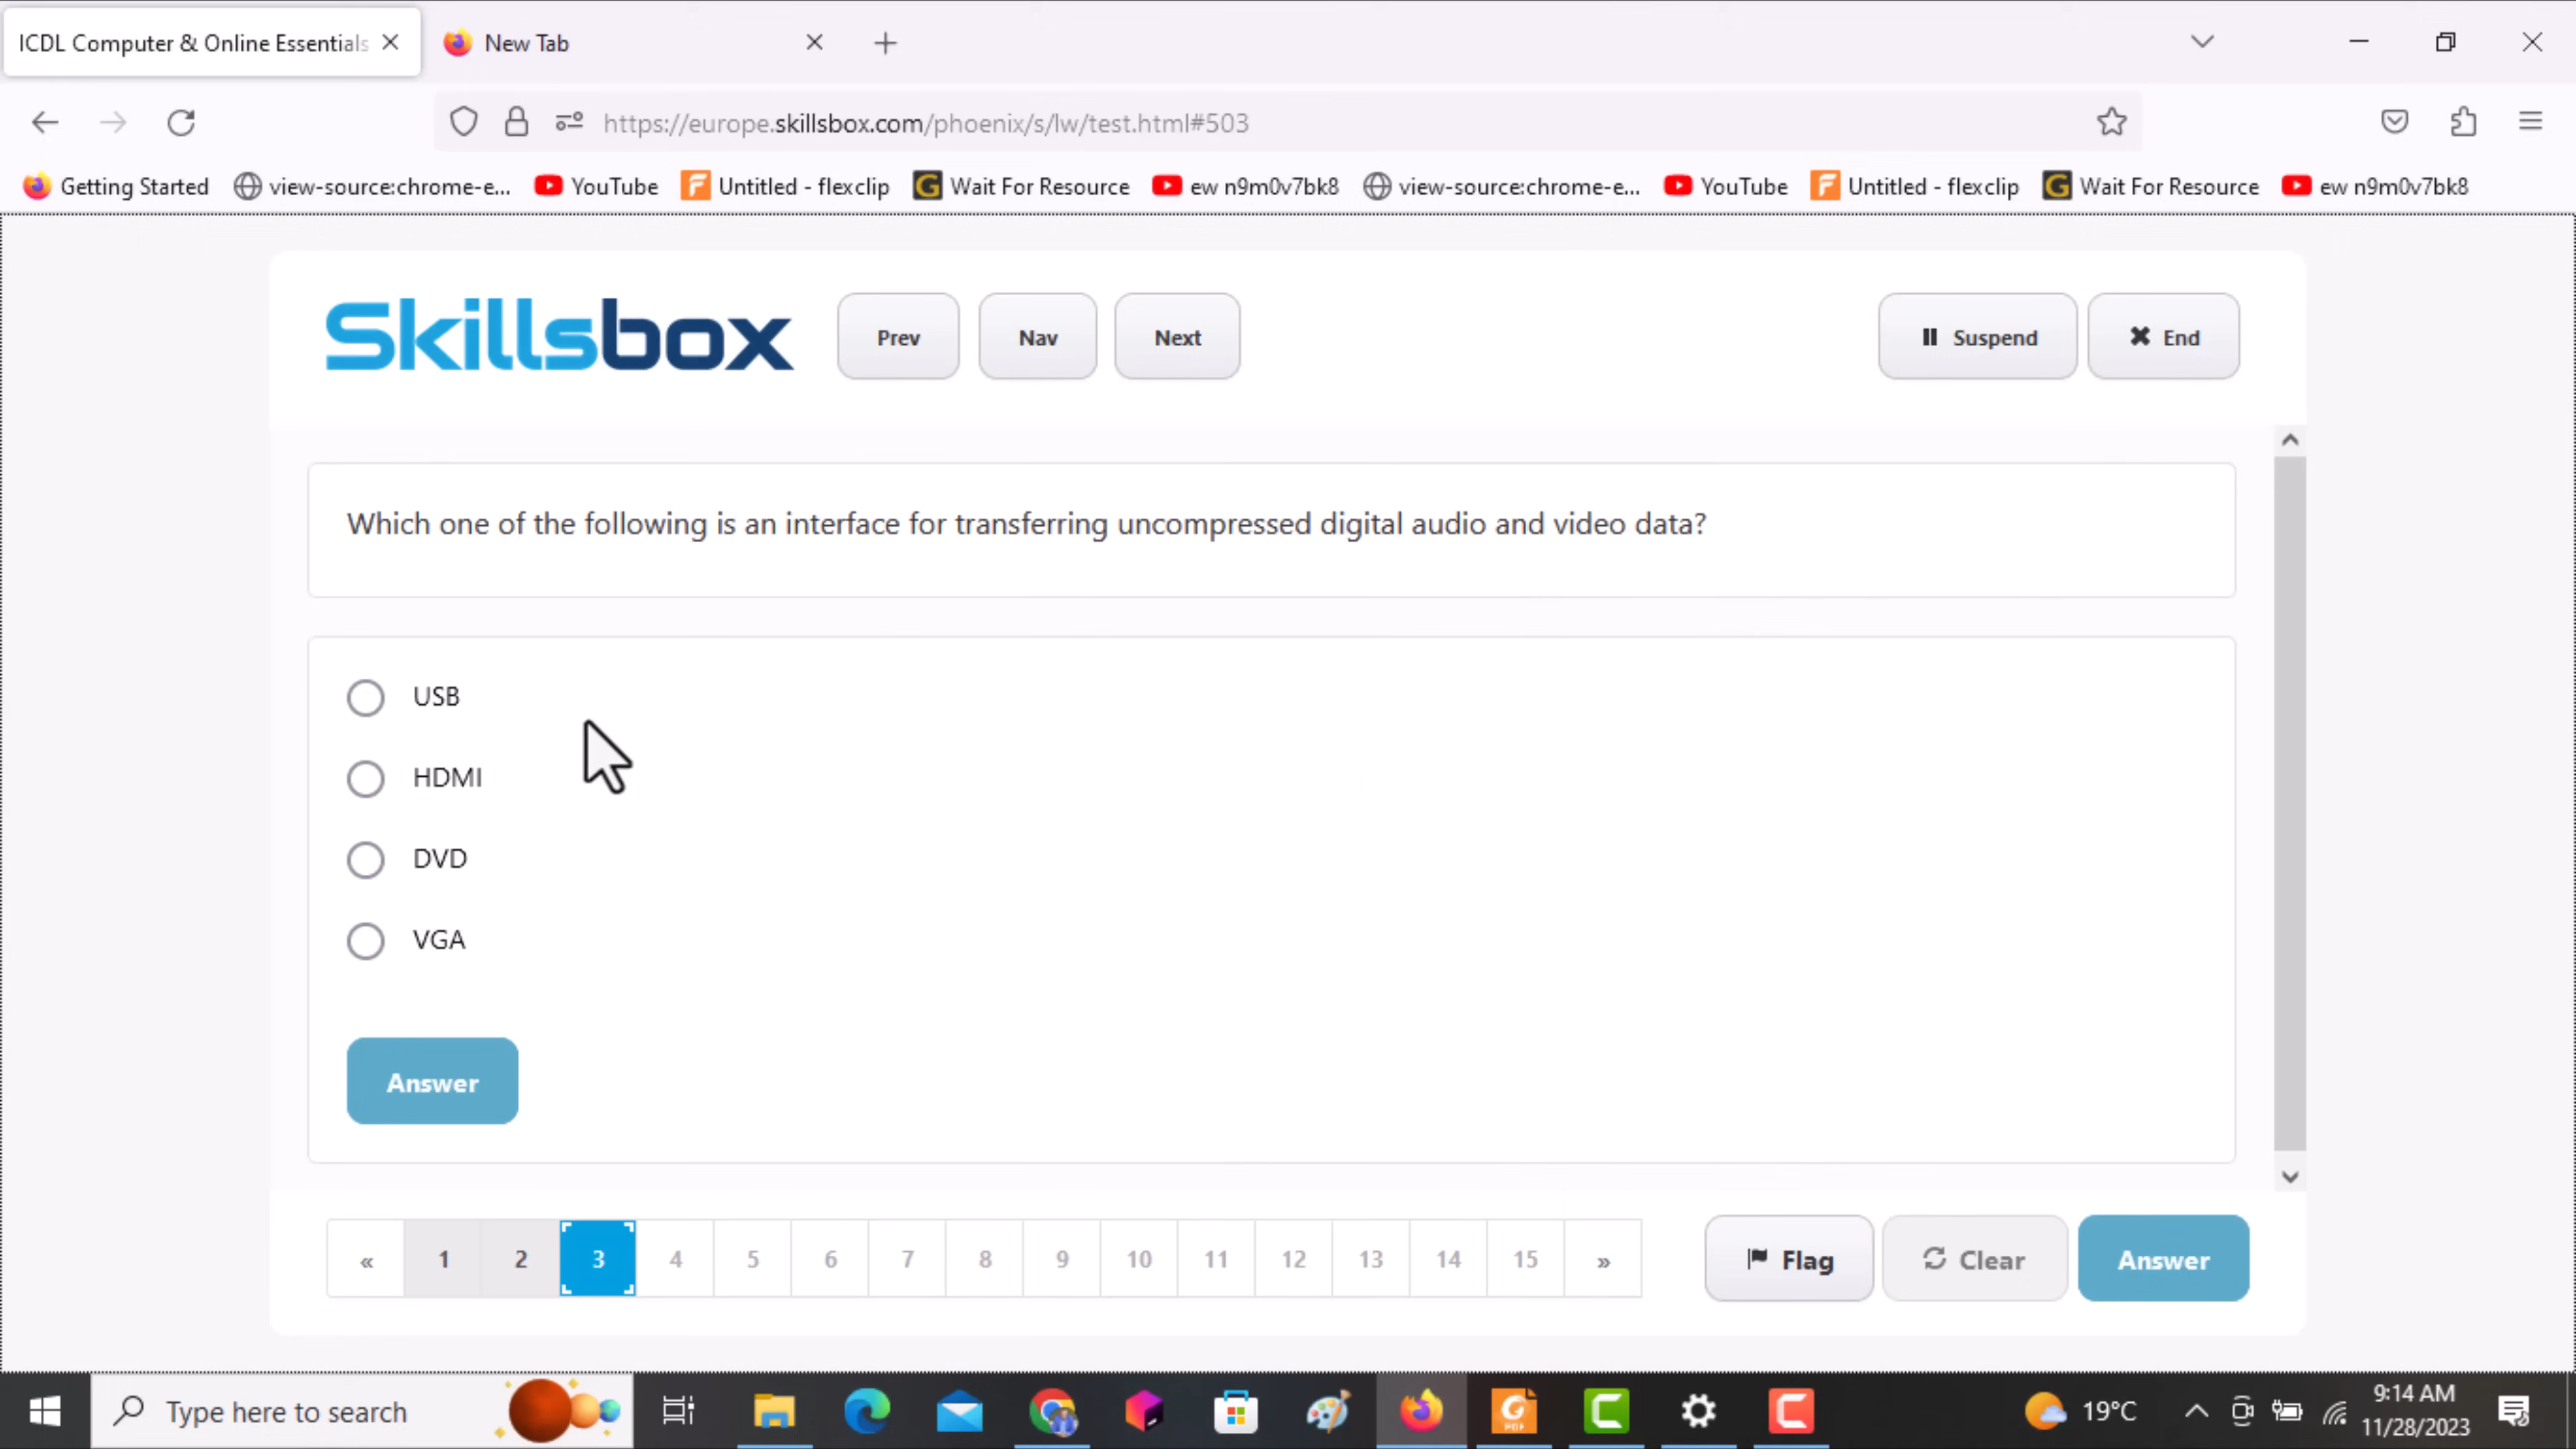 ICDL Computer & Online Essentials
New Tab
https://europe.skillsbox.com/phoenix/s/lw/test.html#503
Getting Started
view-source:chrome-e...
YouTube
Untitled - flexclip
Wait For Resource
ew n9m0v7bk8
view-source:chrome-e...
YouTube
Untitled - flexclip
Wait For Resource
ew n9m0v7bk8
Skillsbox
Prev
Nav
Next
Suspend
End
Which one of the following is an interface for transferring uncompressed digital audio and video data?
USB
HDMI
DVD
VGA
Answer
« 1 2 3 4 5 6 7 8 9 10 11 12 13 14 15 »
Flag
Clear
Answer
Type here to search
19°C
9:14 AM
11/28/2023